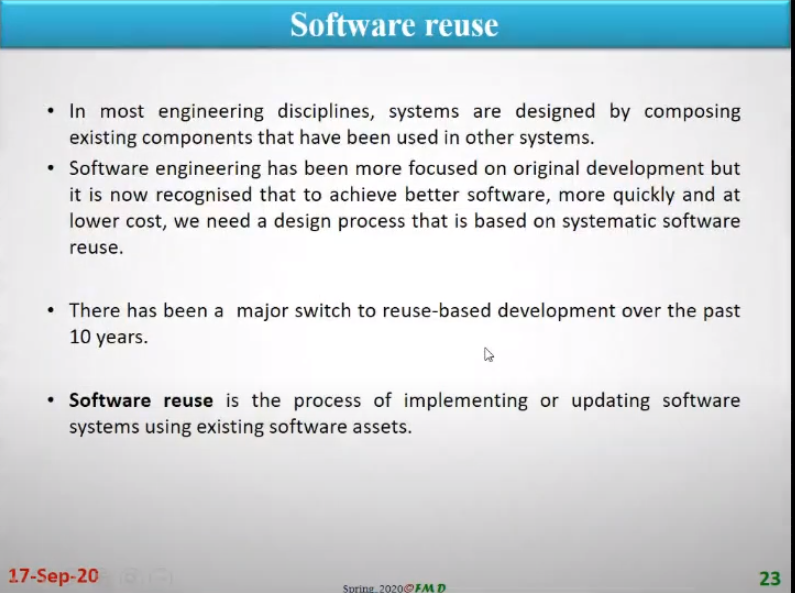 Software reuse
• In most engineering disciplines, systems are designed by composing
existing components that have been used in other systems.
• Software engineering has been more focused on original development but
it is now recognised that to achieve better software, more quickly and at
lower cost, we need a design process that is based on systematic software
reuse.
• There has been a major switch to reuse-based development over the past
10 years.
• Software reuse is the process of implementing or updating software
systems using existing software assets.
17-Sep-20
Spring_2020©FMD
23